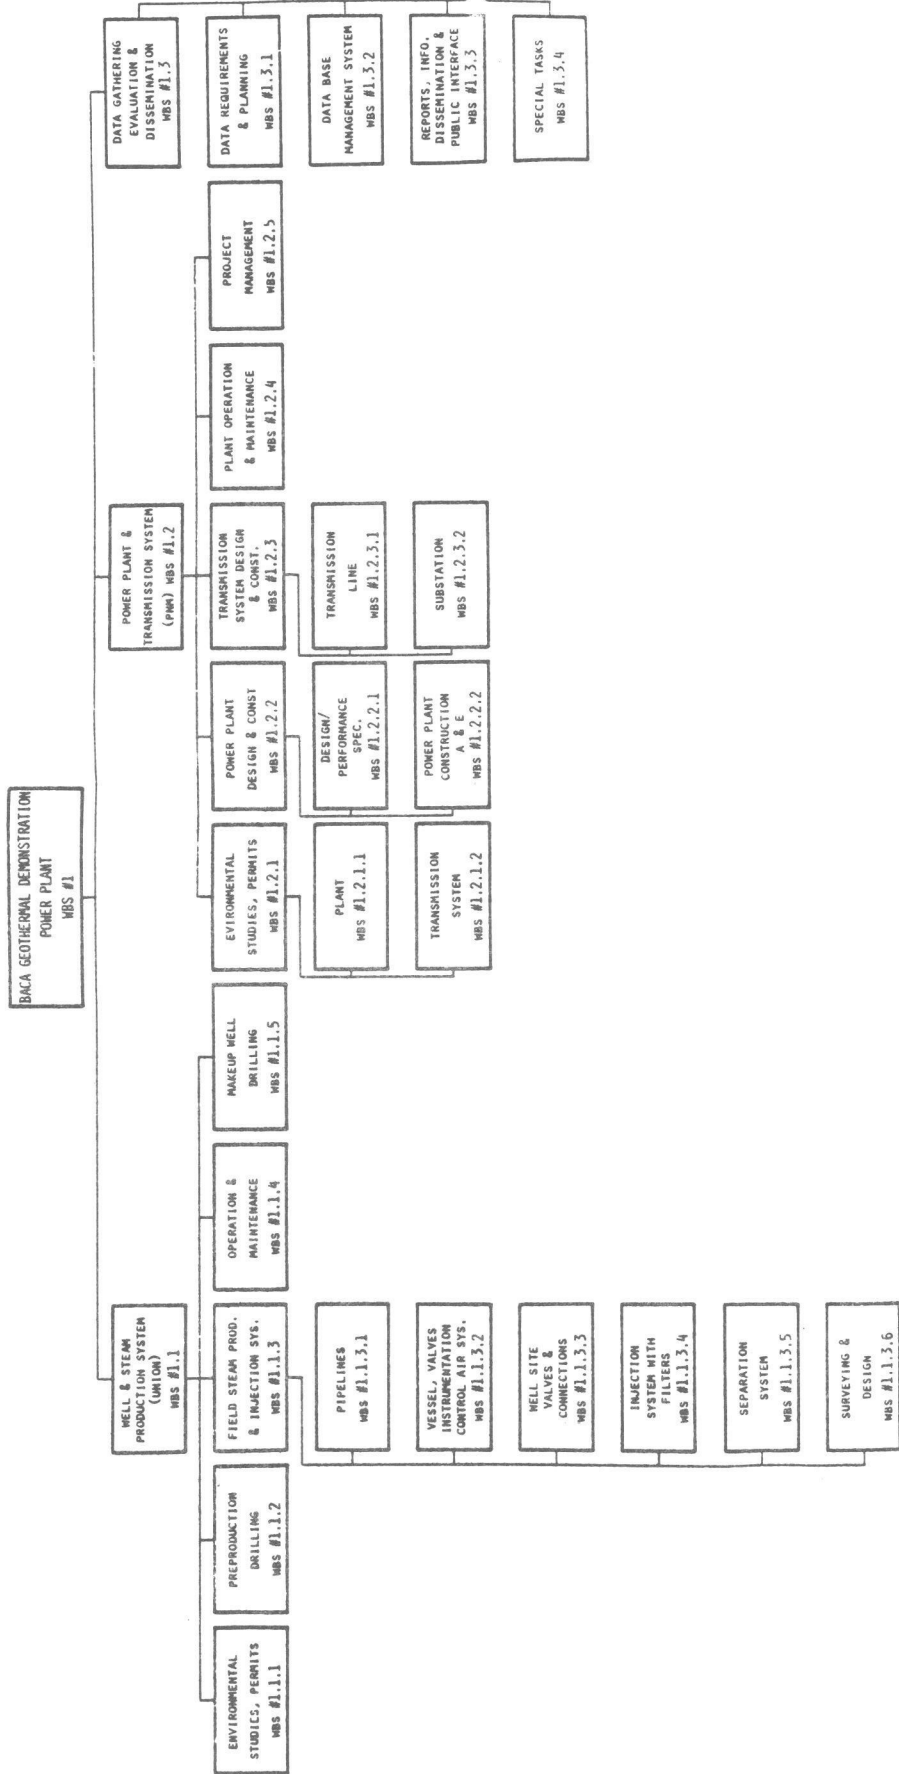 BACA GEOTHERMAL DEMONSTRATION
POWER PLANT
WBS #1
WELL & STEAM
PRODUCTION SYSTEM
(UNION)
WBS #1.1
POWER PLANT &
TRANSMISSION SYSTEM
(PNM) WBS #1.2
DATA GATHERING
EVALUATION &
DISSEMINATION
WBS #1.3
ENVIRONMENTAL
STUDIES, PERMITS
WBS #1.1.1
PREPRODUCTION
DRILLING
WBS #1.1.2
FIELD STEAM PROD.
& INJECTION SYS.
WBS #1.1.3
OPERATION &
MAINTENANCE
WBS #1.1.4
MAKEUP WELL
DRILLING
WBS #1.1.5
EVIRONMENTAL
STUDIES, PERMITS
WBS #1.2.1
POWER PLANT
DESIGN & CONST
WBS #1.2.2
TRANSMISSION
SYSTEM DESIGN
& CONST.
WBS #1.2.3
PLANT OPERATION
& MAINTENANCE
WBS #1.2.4
PROJECT
MANAGEMENT
WBS #1.2.5
DATA REQUIREMENTS
& PLANNING
WBS #1.3.1
PIPELINES
WBS #1.1.3.1
PLANT
WBS #1.2.1.1
DESIGN/
PERFORMANCE
SPEC.
WBS #1.2.2.1
TRANSMISSION
LINE
WBS #1.2.3.1
DATA BASE
MANAGEMENT SYSTEM
WBS #1.3.2
VESSEL, VALVES
INSTRUMENTATION
CONTROL AIR SYS.
WBS #1.1.3.2
TRANSMISSION
SYSTEM
WBS #1.2.1.2
POWER PLANT
CONSTRUCTION
A & E
WBS #1.2.2.2
SUBSTATION
WBS #1.2.3.2
REPORTS, INFO.
DISSEMINATION &
PUBLIC INTERFACE
WBS #1.3.3
WELL SITE
VALVES &
CONNECTIONS
WBS #1.1.3.3
SPECIAL TASKS
WBS #1.3.4
INJECTION
SYSTEM WITH
FILTERS
WBS #1.1.3.4
SEPARATION
SYSTEM
WBS #1.1.3.5
SURVEYING &
DESIGN
WBS #1.1.3.6